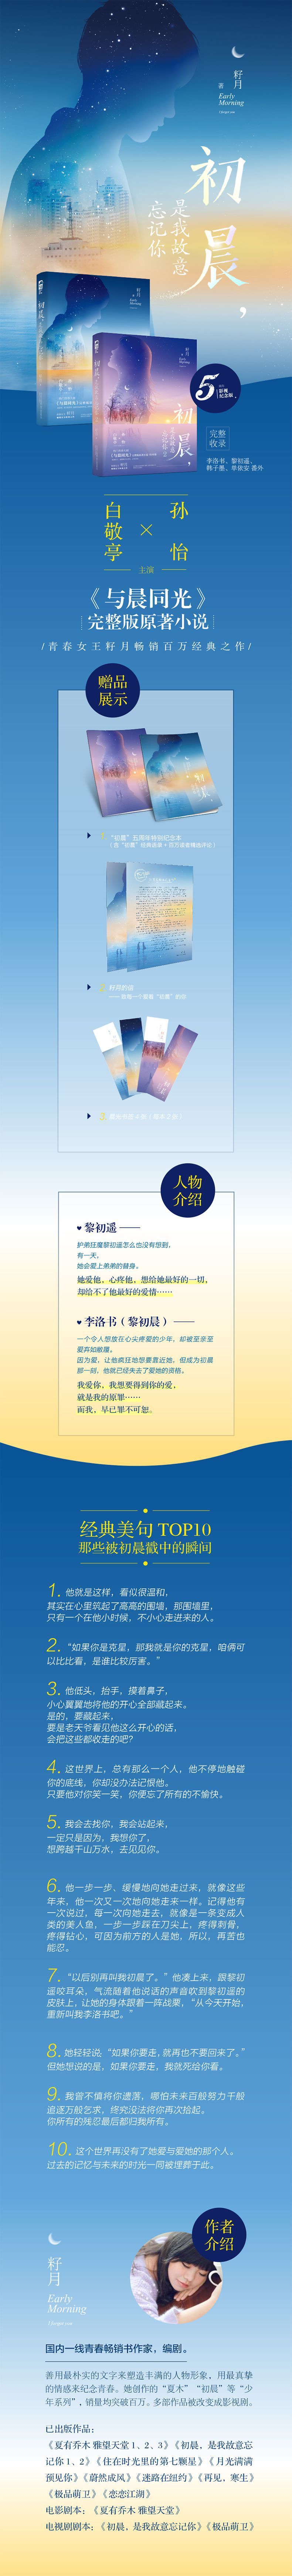 籽月
著
Early
Morning
初晨，
是我故意
忘记你
5
影视
纪念版
完整
收录
李洛书、黎初遥、
韩子墨、单依安 番外
白敬亭
×
孙怡
主演
《与晨同光》
完整版原著小说
/青春女王籽月畅销百万经典之作/
赠品
展示
1.“初晨”五周年特别纪念本
（含“初晨”经典语录+百万读者精选评论）
2.籽月的信
——致每一个爱着“初晨”的你
人物
介绍
♥ 黎初遥 ——
护弟狂魔黎初遥怎么也没有想到，
有一天，
她会爱上弟弟的替身。
她爱他，心疼他，想给她最好的一切，
却给不了他最好的爱情……
♥ 李洛书（黎初晨）——
一个令人想放在心尖疼爱的少年，却被至亲至
爱弃如敝履。
因为爱，让他疯狂地想要靠近她，但成为初晨
那一刻，他就已经失去了爱她的资格。
我爱你，我想要得到你的爱，
就是我的原罪……
而我，早已罪不可恕。
经典美句 TOP10
那些被初晨戳中的瞬间
1.他就是这样，看似很温和，
其实在心里筑起了高高的围墙，那围墙里，
只有一个在他小时候，不小心走进来的人。
2.“如果你是克星，那我就是你的克星，咱俩可
以比比看，是谁比较厉害。”
3.他低头，抬手，摸着鼻子，
小心翼翼地将他的开心全部藏起来。
是的，要藏起来，
要是老天爷看见他这么开心的话，
会把这些都收走的吧？
4.这世界上，总有那么一个人，他不停地触碰
你的底线，你却没办法记恨他。
只要他对你笑一笑，你便忘了所有的不愉快。
5.我会去找你，我会站起来，
一定只是因为，我想你了，
想跨越千山万水，去见见你。
6.他一步一步、缓慢地向她走过来，就像这些
年来，他一次又一次地向她走来一样。记得他有
一次说过，每一次向她走去，就像是一条变成人
类的美人鱼，一步一步踩在刀尖上，疼得刺骨，
疼得钻心，可因为前方的人是她，所以，再苦也
能忍。
7.“以后别再叫我初晨了。”他凑上来，跟黎初
遥咬耳朵，气流随着他说话的声音吹到黎初遥的
皮肤上，让她的身体跟着一阵战栗，“从今天开始，
重新叫我李洛书吧。”
8.她轻轻说，“如果你要走，就再也不要回来了。”
但她想说的是，如果你要走，我就死给你看。
9.我曾不慎将你遗落，哪怕未来百般努力千般
追逐万般乞求，终究没法将你再次拾起。
你所有的残忍最后都归我所有。
10.这个世界再没有了她爱与爱她的那个人。
过去的记忆与未来的时光一同被埋葬于此。
作者
介绍
籽月
Early
Morning
国内一线青春畅销书作家，编剧。
善用最朴实的文字来塑造丰满的人物形象，用最真挚
的情感来纪念青春。她创作的“夏木”“初晨”等“少
年系列”，销量均突破百万。多部作品被改变成影视剧。
已出版作品：
《夏有乔木 雅望天堂1、2、3》《初晨，是我故意忘
记你1、2》《住在时光里的第七颗星》《月光满满
预见你》《蔚然成风》《迷路在纽约》《再见，寒生》
《极品萌卫》《恋恋江湖》
电影剧本：《夏有乔木 雅望天堂》
电视剧剧本：《初晨，是我故意忘记你》《极品萌卫》